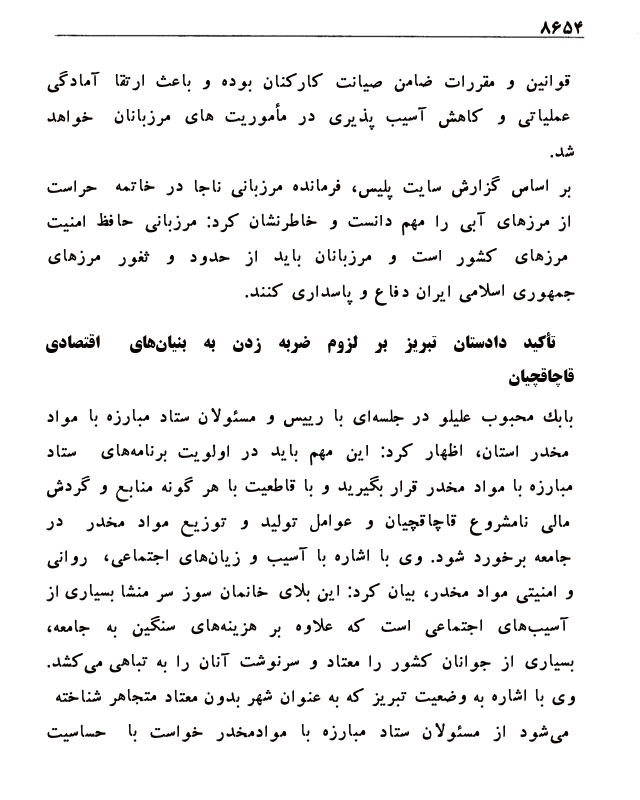 ۸۶۵۴
قوانین و مقررات ضامن صیانت کارکنان بوده و باعث ارتقا آمادگی
عملیاتی و کاهش آسیب پذیری در مأموریت های مرزبانان خواهد
شد.
بر اساس گزارش سایت پلیس، فرمانده مرزبانی ناجا در خاتمه حراست
از مرزهای آبی را مهم دانست و خاطرنشان کرد: مرزبانی حافظ امنیت
مرزهای کشور است و مرزبانان باید از حدود و ثغور مرزهای
جمهوری اسلامی ایران دفاع و پاسداری کنند.
تأکید دادستان تبریز بر لزوم ضربه زدن به بنیان‌های اقتصادی
قاچاقچیان
بابك محبوب علیلو در جلسه‌ای با رییس و مسئولان ستاد مبارزه با مواد
مخدر استان، اظهار کرد: این مهم باید در اولویت برنامه‌های ستاد
مبارزه با مواد مخدر قرار بگیرید و با قاطعیت با هر گونه منابع و گردش
مالی نامشروع قاچاقچیان و عوامل تولید و توزیع مواد مخدر در
جامعه برخورد شود. وی با اشاره با آسیب و زیان‌های اجتماعی، روانی
و امنیتی مواد مخدر، بیان کرد: این بلای خانمان سوز سر منشا بسیاری از
آسیب‌های اجتماعی است که علاوه بر هزینه‌های سنگین به جامعه،
بسیاری از جوانان کشور را معتاد و سرنوشت آنان را به تباهی می‌کشد.
وی با اشاره به وضعیت تبریز که به عنوان شهر بدون معتاد متجاهر شناخته
می‌شود از مسئولان ستاد مبارزه با موادمخدر خواست با حساسیت